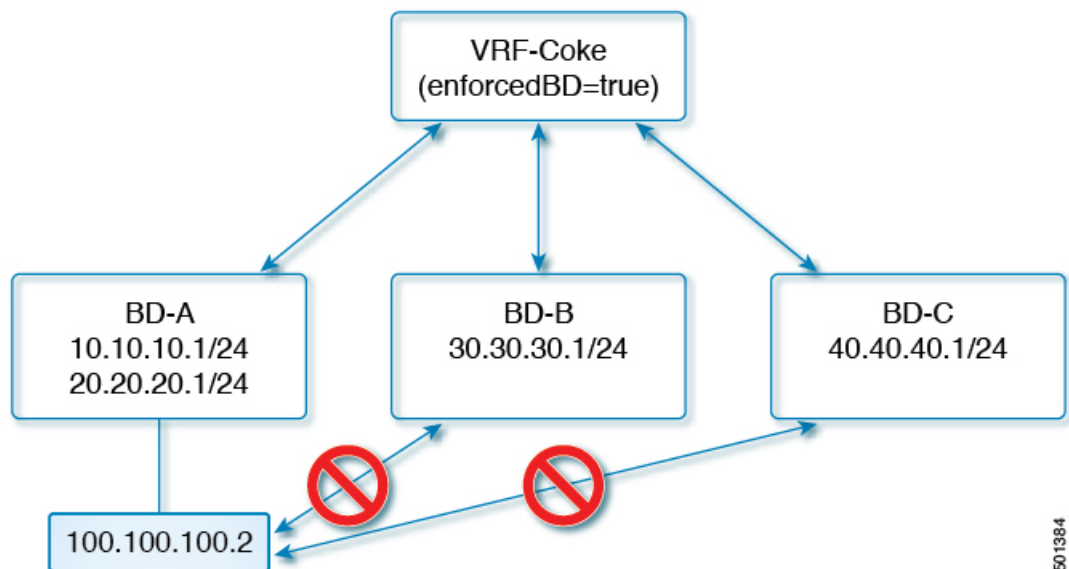 VRF-Coke
(enforcedBD=true)
BD-A
10.10.10.1/24
20.20.20.1/24
BD-B
30.30.30.1/24
BD-C
40.40.40.1/24
100.100.100.2
501384